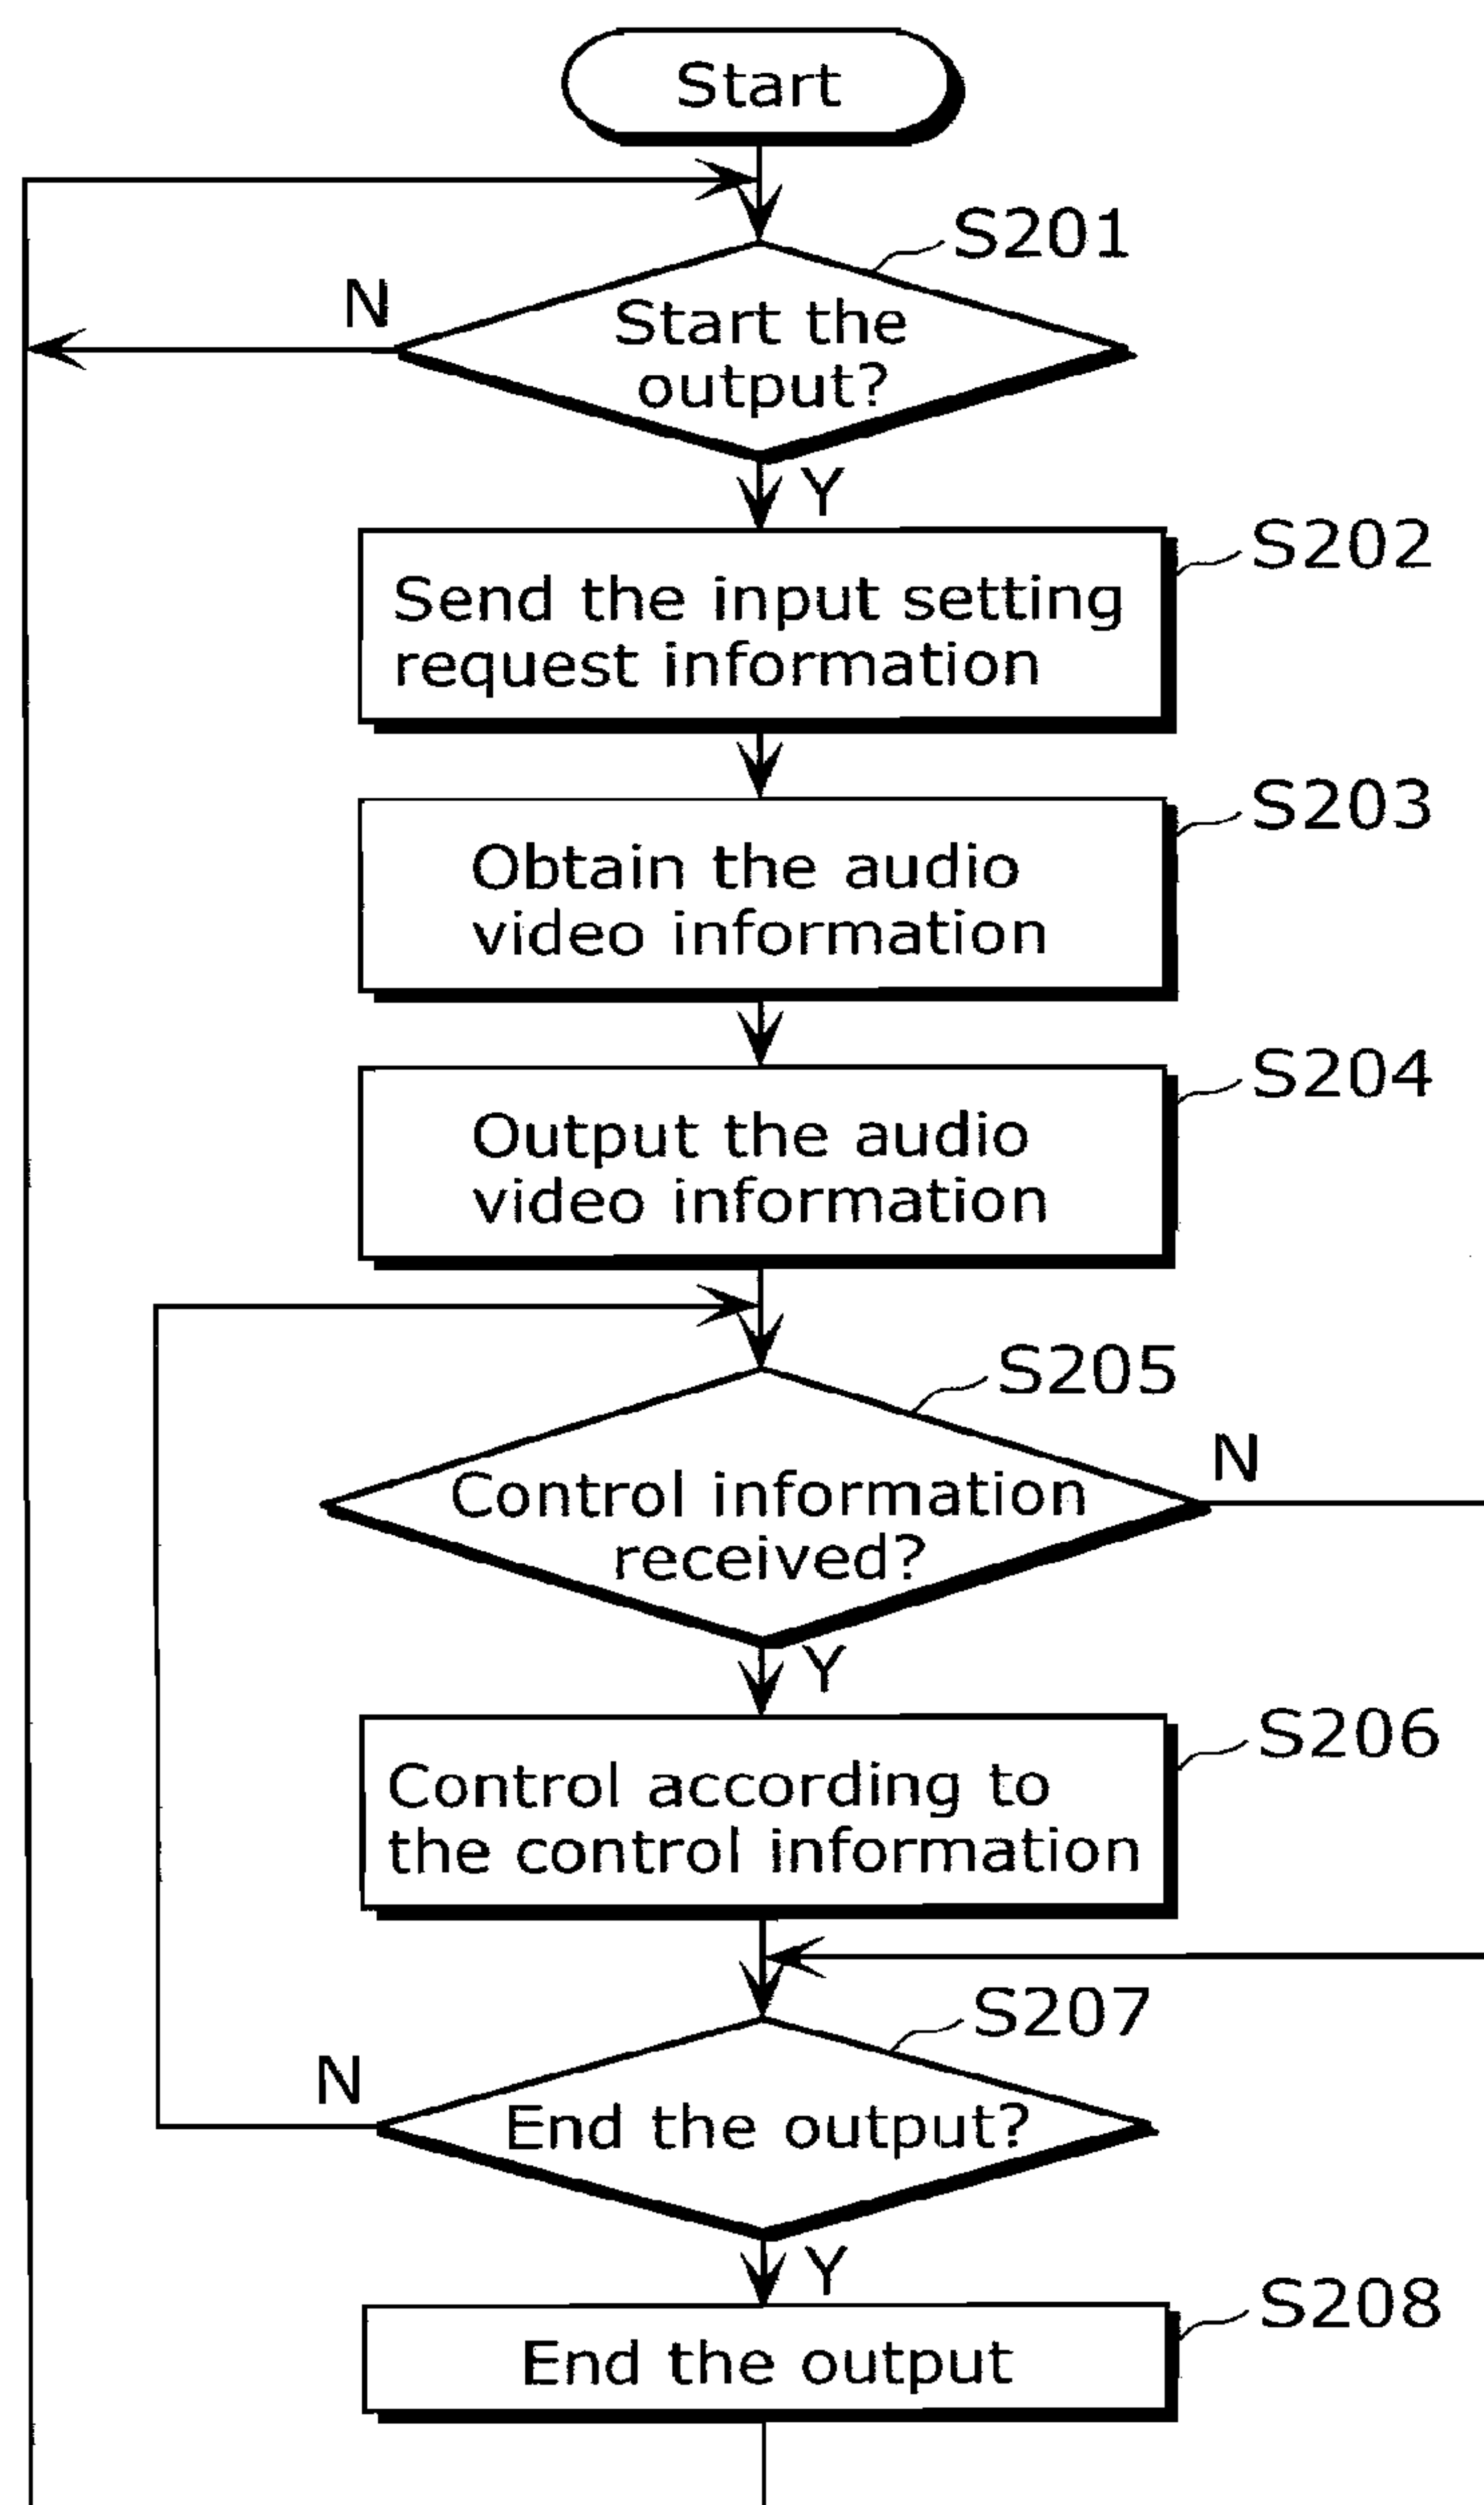 Start
S201
N
Start the
output?
Y
S202
Send the input setting
request information
S203
Obtain the audio
video information
S204
Output the audio
video information
S205
N
Control information
received?
Y
S206
Control according to
the control information
S207
N
End the output?
Y
S208
End the output